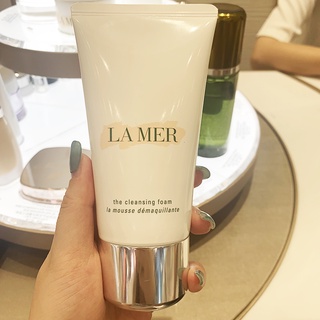 LA MER
the cleansing foam
la mousse démaquillante